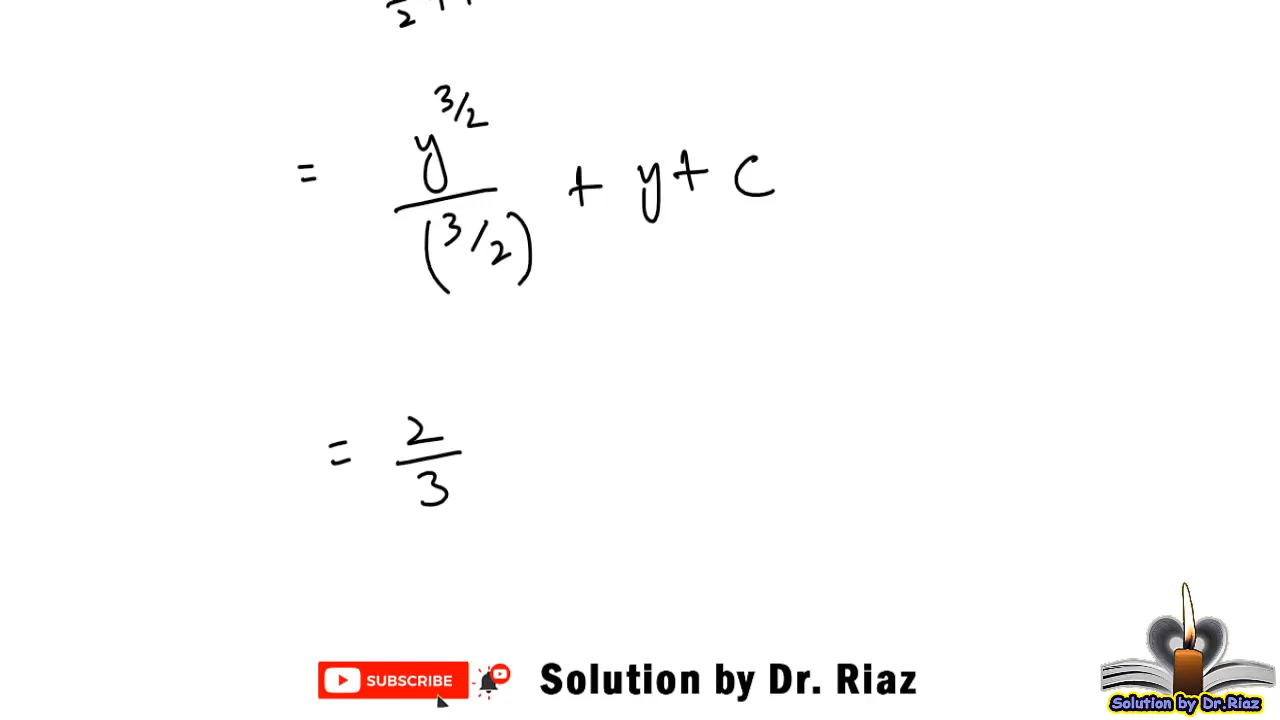 = y^{3/2} / (3/2) + y + c
= 2/3
SUBSCRIBE
Solution by Dr. Riaz
Solution by Dr.Riaz